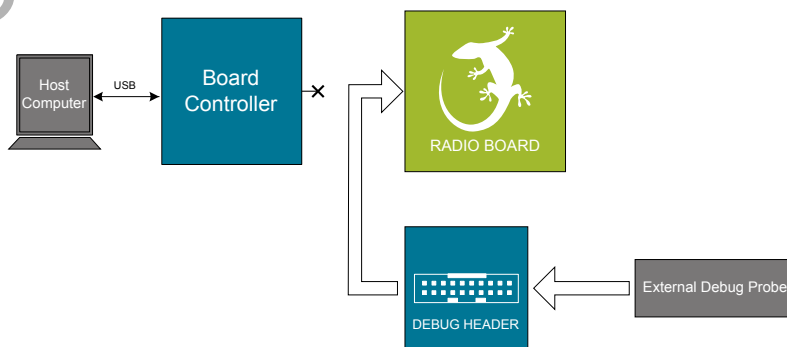 Host
Computer
USB
Board
Controller
RADIO BOARD
DEBUG HEADER
External Debug Probe